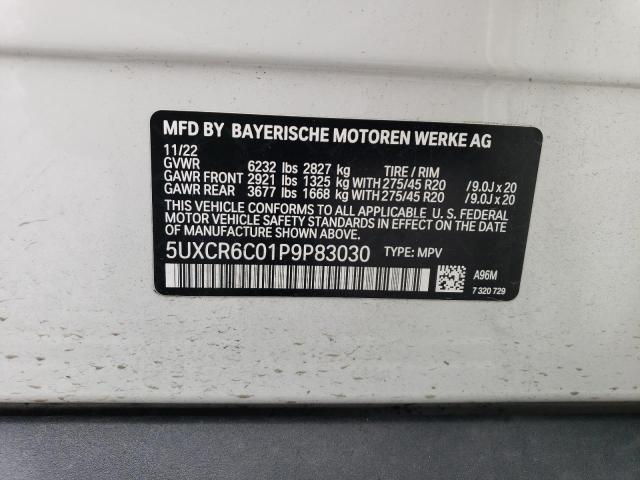 MFD BY BAYERISCHE MOTOREN WERKE AG
11/22
GVWR 6232 lbs 2827 kg TIRE / RIM
GAWR FRONT 2921 lbs 1325 kg WITH 275/45 R20 /9.0J x 20
GAWR REAR 3677 lbs 1668 kg WITH 275/45 R20 /9.0J x 20
THIS VEHICLE CONFORMS TO ALL APPLICABLE U. S. FEDERAL
MOTOR VEHICLE SAFETY STANDARDS IN EFFECT ON THE DATE
OF MANUFACTURE SHOWN ABOVE.
5UXCR6C01P9P83030 TYPE: MPV
A96M
7 320 729